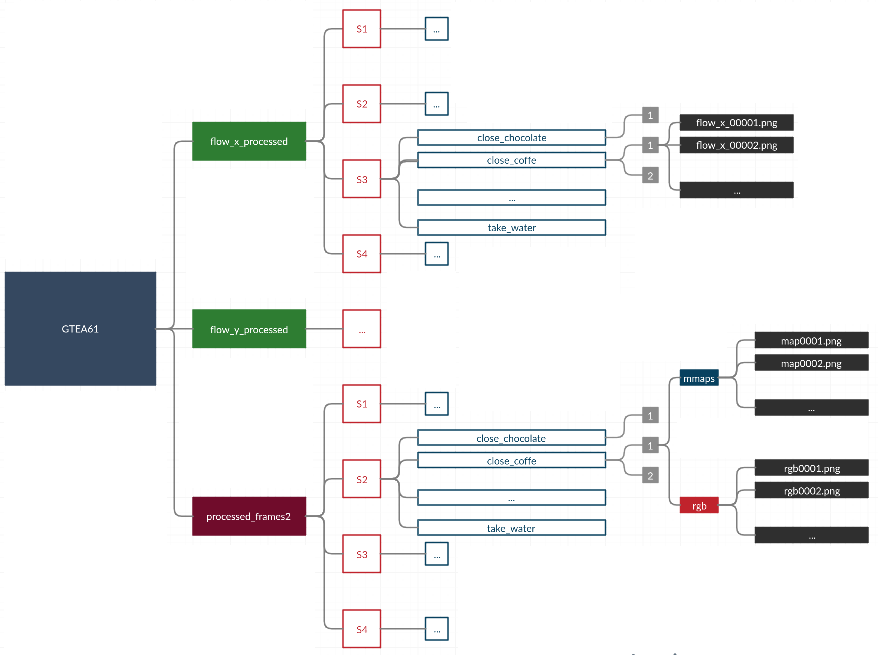 GTEA61
flow_x_processed
S1
...
S2
...
S3
close_chocolate
1
close_coffe
1
flow_x_00001.png
flow_x_00002.png
...
2
...
take_water
S4
...
flow_y_processed
...
processed_frames2
S1
...
S2
close_chocolate
1
close_coffe
1
mmaps
map0001.png
map0002.png
...
rgb
rgb0001.png
rgb0002.png
...
2
...
take_water
S3
...
S4
...